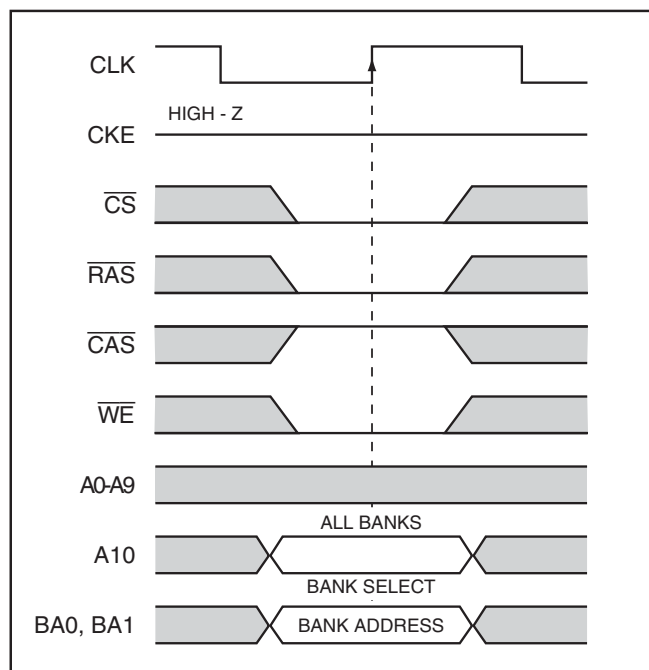 CLK
HIGH - Z
CKE
CS
RAS
CAS
WE
A0-A9
ALL BANKS
A10
BANK SELECT
BA0, BA1
BANK ADDRESS